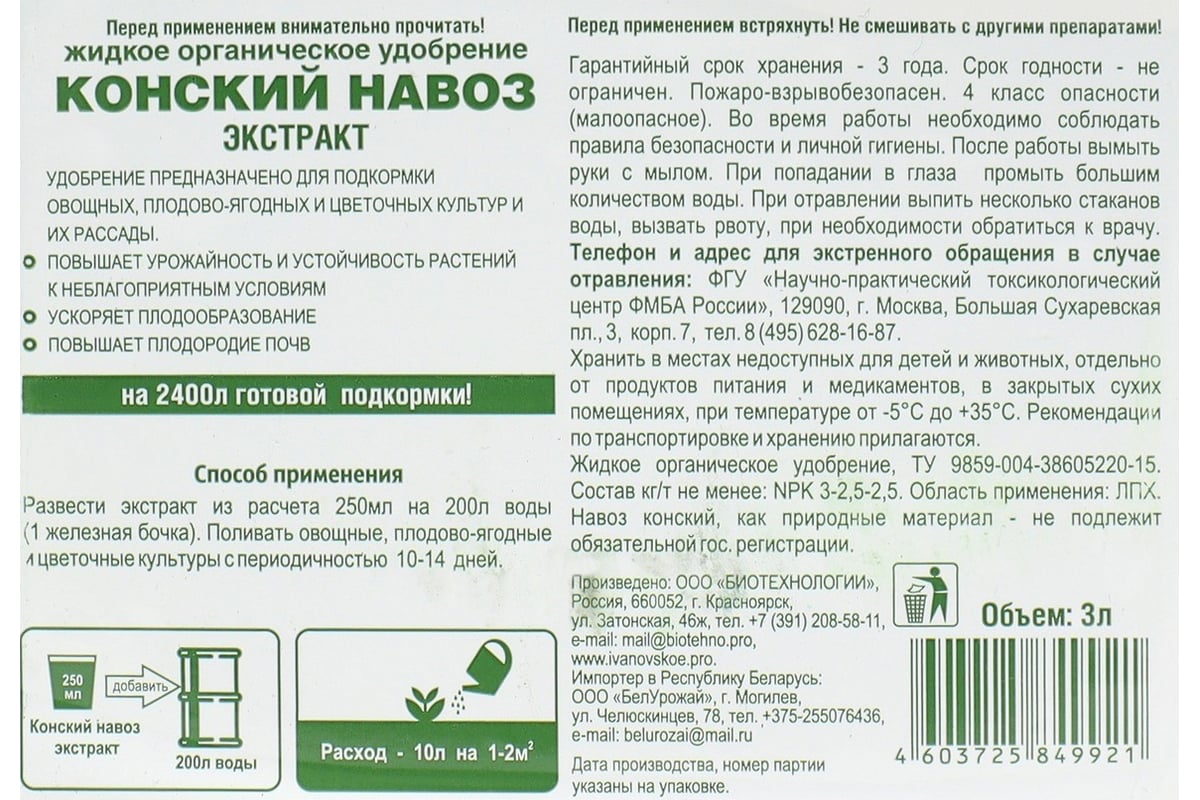 Перед применением внимательно прочитать!
жидкое органическое удобрение
КОНСКИЙ НАВОЗ
ЭКСТРАКТ
УДОБРЕНИЕ ПРЕДНАЗНАЧЕНО ДЛЯ ПОДКОРМКИ
ОВОЩНЫХ, ПЛОДОВО-ЯГОДНЫХ И ЦВЕТОЧНЫХ КУЛЬТУР И
ИХ РАССАДЫ.
ПОВЫШАЕТ УРОЖАЙНОСТЬ И УСТОЙЧИВОСТЬ РАСТЕНИЙ
К НЕБЛАГОПРИЯТНЫМ УСЛОВИЯМ
УСКОРЯЕТ ПЛОДООБРАЗОВАНИЕ
ПОВЫШАЕТ ПЛОДОРОДИЕ ПОЧВ
на 2400л готовой подкормки!
Способ применения
Развести экстракт из расчета 250мл на 200л воды
(1 железная бочка). Поливать овощные, плодово-ягодные
и цветочные культуры с периодичностью 10-14 дней.
250
мл
добавить
Конский навоз
экстракт
200л воды
Расход - 10л на 1-2м²
Перед применением встряхнуть! Не смешивать с другими препаратами!
Гарантийный срок хранения - 3 года. Срок годности - не
ограничен. Пожаро-взрывобезопасен. 4 класс опасности
(малоопасное). Во время работы необходимо соблюдать
правила безопасности и личной гигиены. После работы вымыть
руки с мылом. При попадании в глаза промыть большим
количеством воды. При отравлении выпить несколько стаканов
воды, вызвать рвоту, при необходимости обратиться к врачу.
Телефон и адрес для экстренного обращения в случае
отравления: ФГУ «Научно-практический токсикологический
центр ФМБА России», 129090, г. Москва, Большая Сухаревская
пл., 3, корп. 7, тел. 8 (495) 628-16-87.
Хранить в местах недоступных для детей и животных, отдельно
от продуктов питания и медикаментов, в закрытых сухих
помещениях, при температуре от -5°С до +35°С. Рекомендации
по транспортировке и хранению прилагаются.
Жидкое органическое удобрение, ТУ 9859-004-38605220-15.
Состав кг/т не менее: NPK 3-2,5-2,5. Область применения: ЛПХ.
Навоз конский, как природные материал - не подлежит
обязательной гос. регистрации.
Произведено: ООО «БИОТЕХНОЛОГИИ»,
Россия, 660052, г. Красноярск,
ул. Затонская, 46ж, тел. +7 (391) 208-58-11,
e-mail: mail@biotehno.pro,
www.ivanovskoe.pro.
Импортер в Республику Беларусь:
ООО «БелУрожай», г. Могилев,
ул. Челюскинцев, 78, тел. +375-255076436,
e-mail: belurozai@mail.ru
Дата производства, номер партии
указаны на упаковке.
Объем: 3л
4 603725 849921